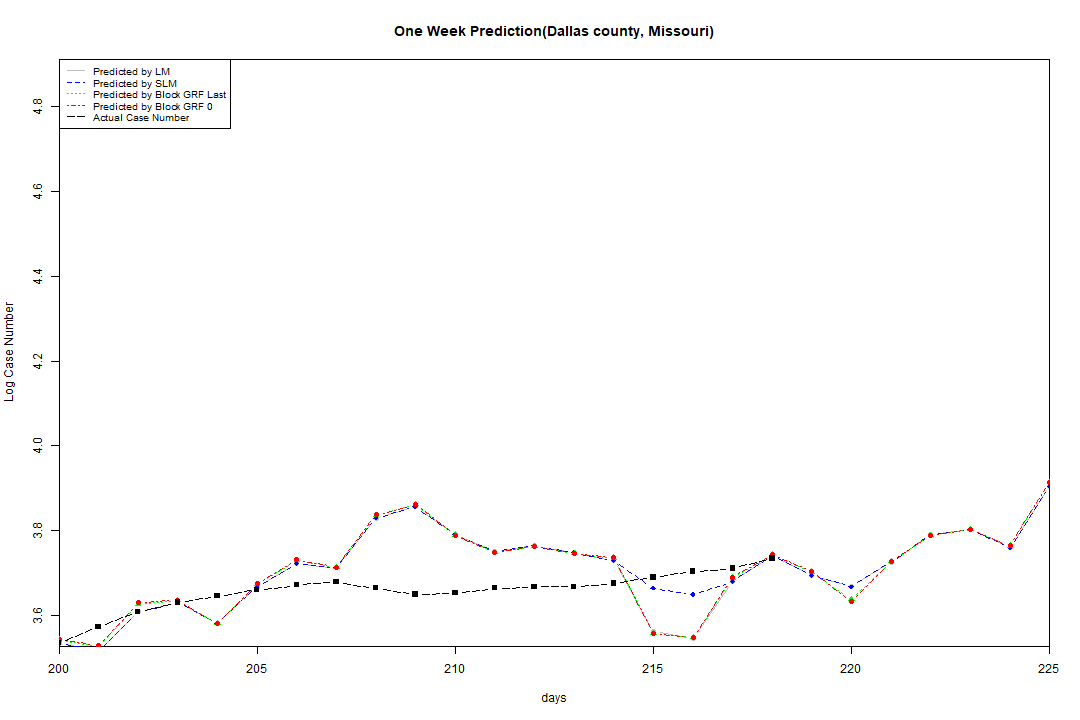 One Week Prediction(Dallas county, Missouri)
Predicted by LM
Predicted by SLM
Predicted by Block GRF Last
Predicted by Block GRF 0
Actual Case Number
4.8
4.6
4.4
4.2
4.0
3.8
3.6
Log Case Number
200 205 210 215 220 225
days